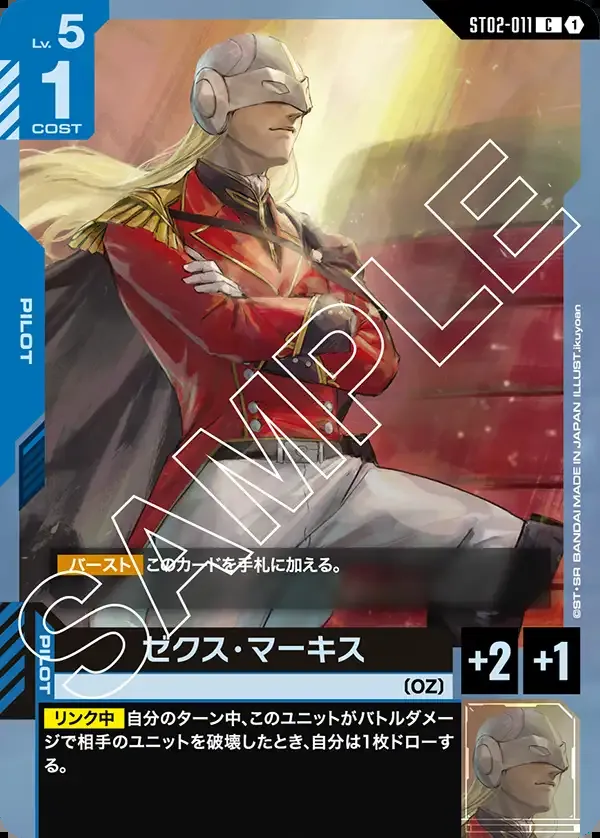 Lv. 5
1
COST
ST02-011 C 1
PILOT
SAMPLE
©ST・SR BANDAI MADE IN JAPAN ILLUST.ikuyoan
バースト このカードを手札に加える。
PILOT
ゼクス・マーキス
+2 +1
〔OZ〕
リンク中 自分のターン中、このユニットがバトルダメー
ジで相手のユニットを破壊したとき、自分は1枚ドローす
る。